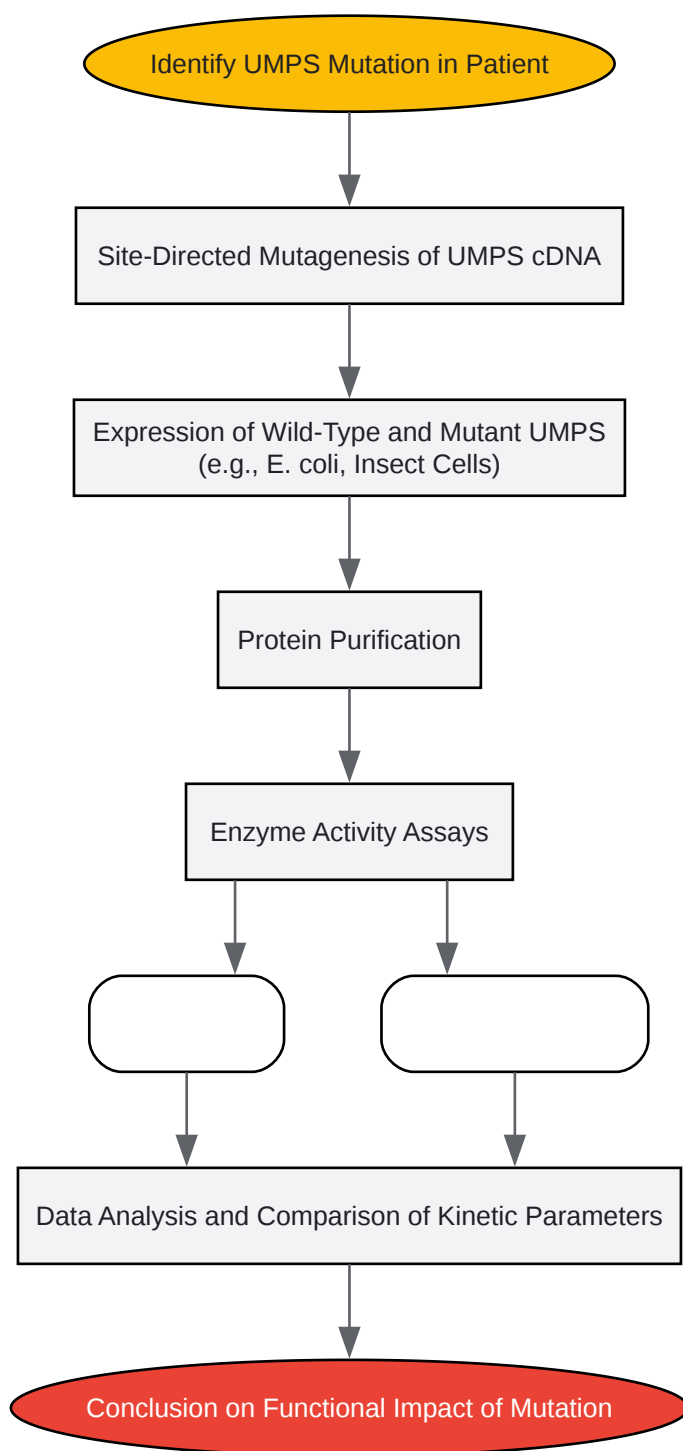 Identify UMPS Mutation in Patient
Site-Directed Mutagenesis of UMPS cDNA
Expression of Wild-Type and Mutant UMPS
(e.g., E. coli, Insect Cells)
Protein Purification
Enzyme Activity Assays
Data Analysis and Comparison of Kinetic Parameters
Conclusion on Functional Impact of Mutation